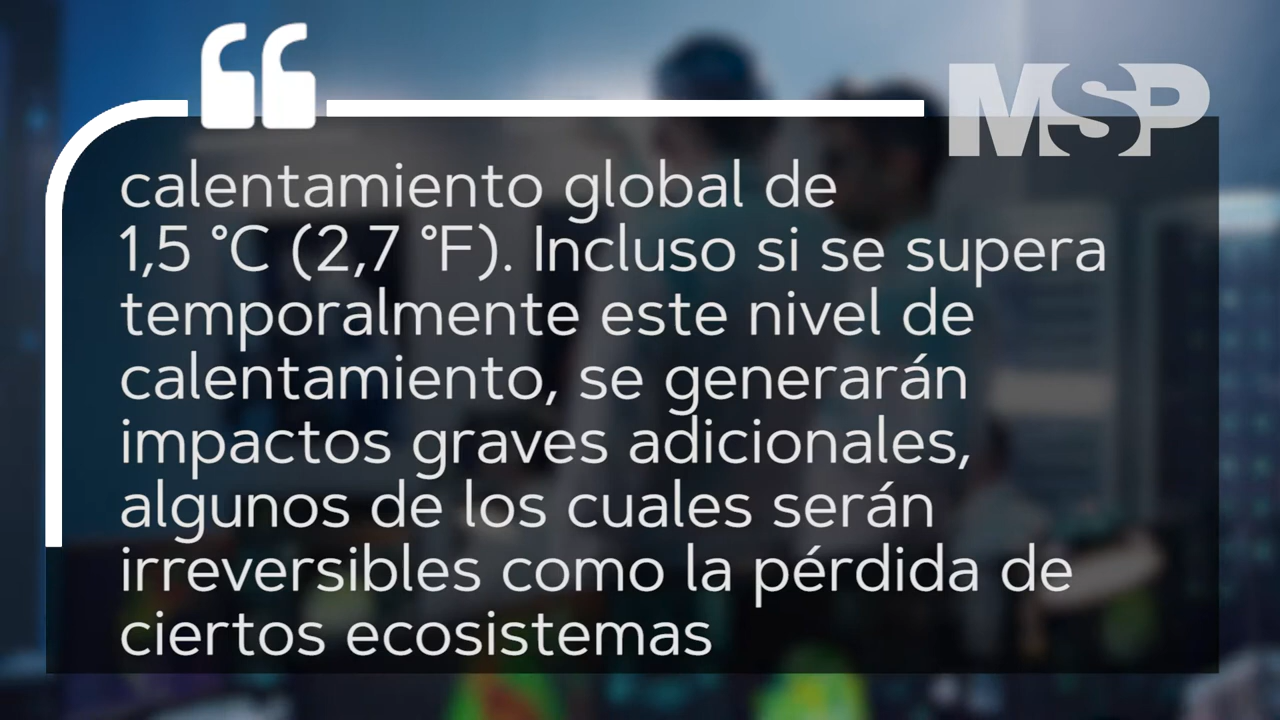 “
MSP
calentamiento global de
1,5 °C (2,7 °F). Incluso si se supera
temporalmente este nivel de
calentamiento, se generarán
impactos graves adicionales,
algunos de los cuales serán
irreversibles como la pérdida de
ciertos ecosistemas